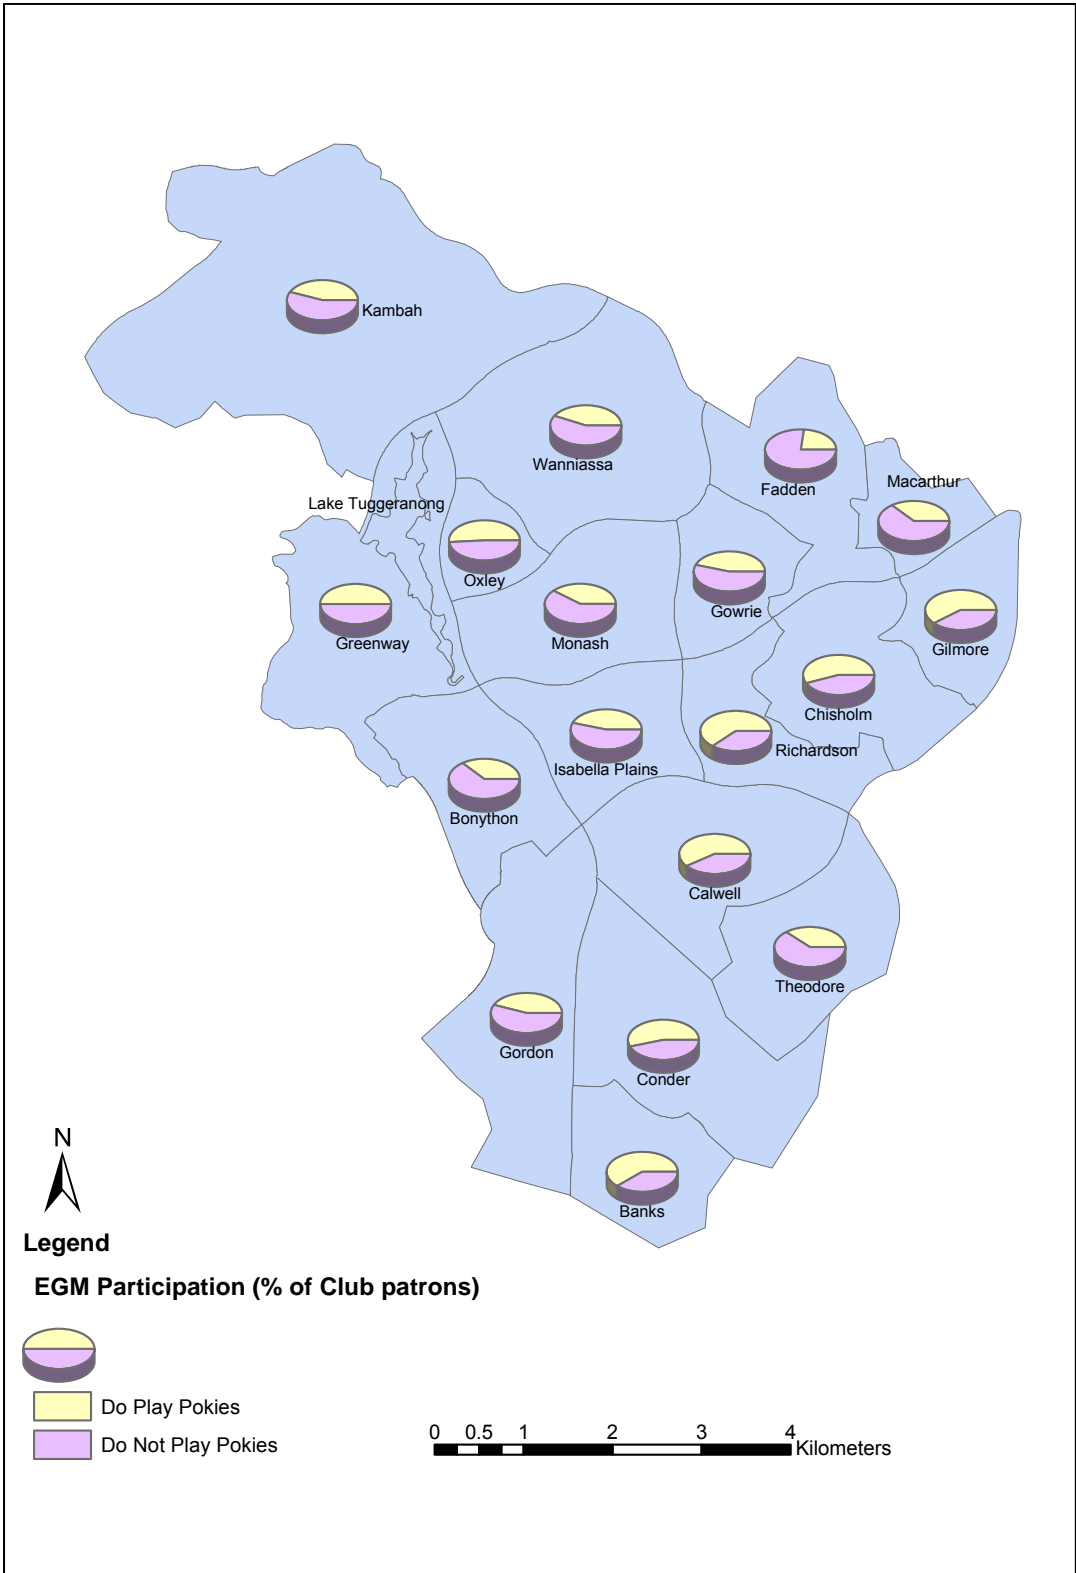 Kambah
Wanniassa
Fadden
Macarthur
Lake Tuggeranong
Oxley
Gowrie
Greenway
Monash
Gilmore
Chisholm
Richardson
Isabella Plains
Bonython
Calwell
Theodore
Gordon
Conder
Banks
N
Legend
EGM Participation (% of Club patrons)
Do Play Pokies
Do Not Play Pokies
0 0.5 1 2 3 4
Kilometers